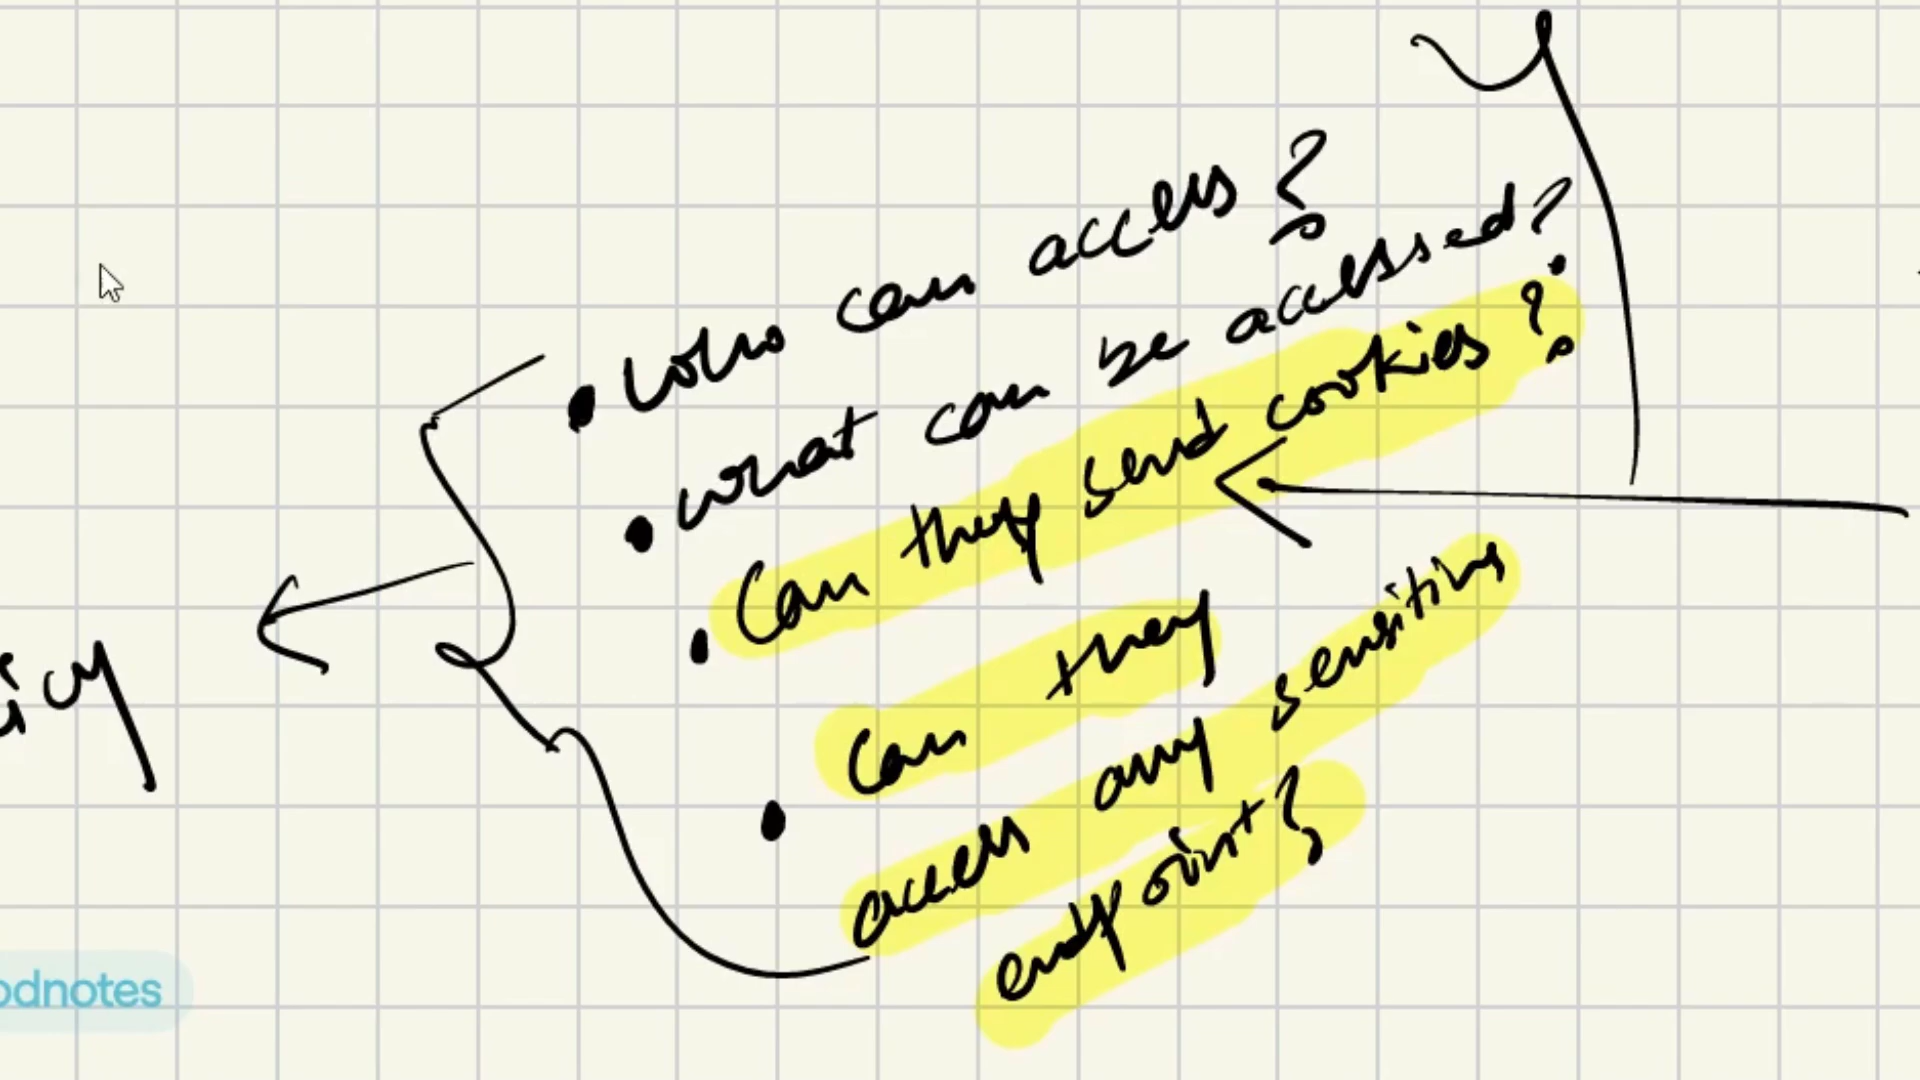 • Who can access?
• What can be accessed?
• Can they send cookies?
• Can they
access any sensitive
endpoint?
icy
odnotes